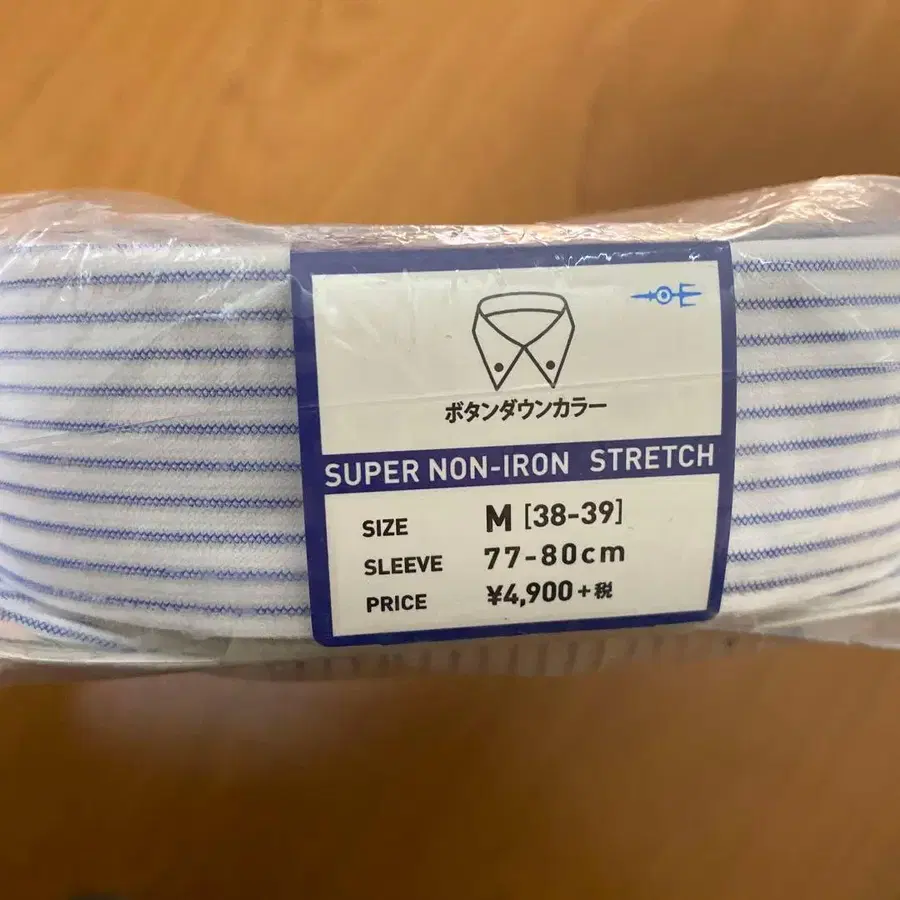 ボタンダウンカラー
SUPER NON-IRON STRETCH
SIZE M [38-39]
SLEEVE 77-80cm
PRICE ¥4,900+税